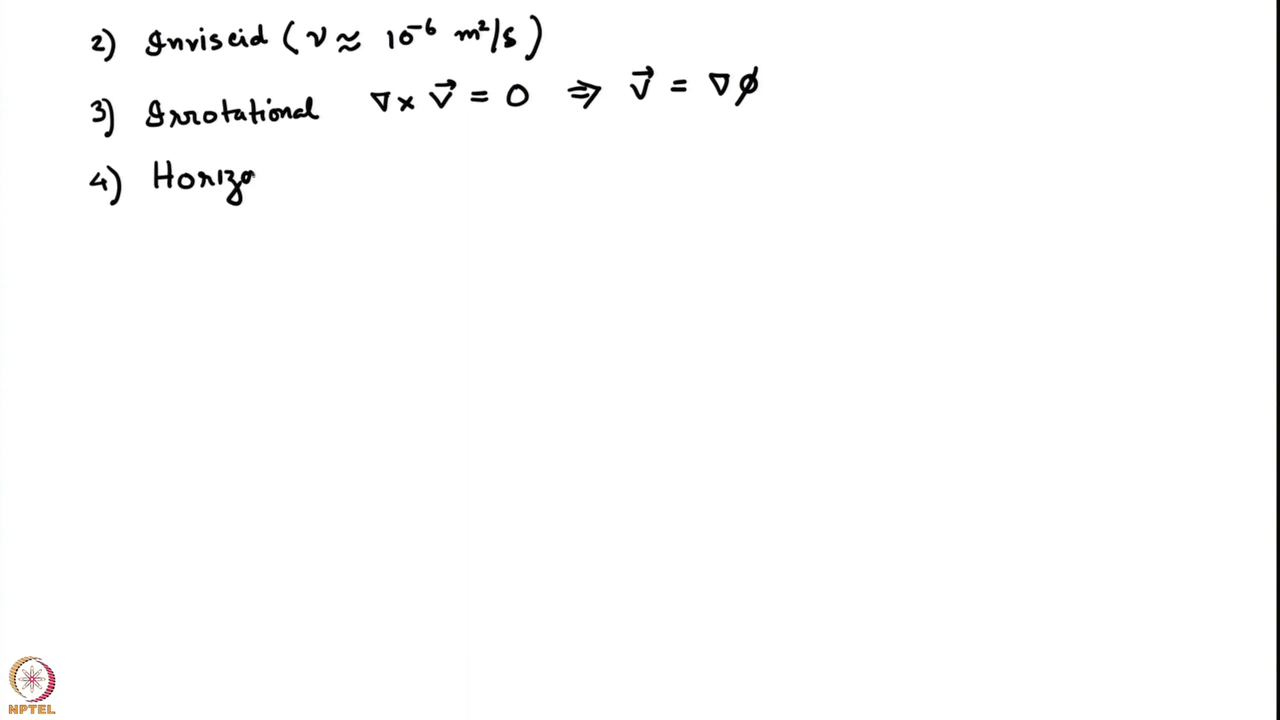 2) Inviscid (ν ≈ 10⁻⁶ m²/s)
3) Irrotational ∇ × V⃗ = 0 ⇒ V⃗ = ∇φ
4) Horizo
NPTEL